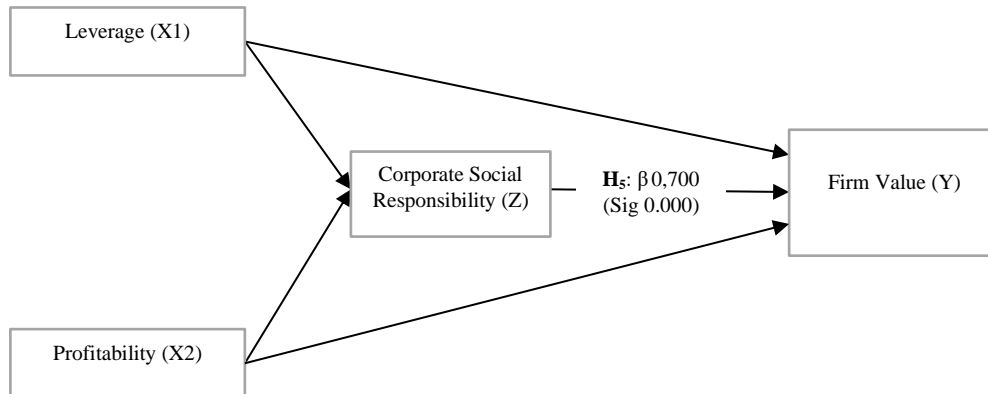 Leverage (X1)
Corporate Social
Responsibility (Z)
H₅: β 0,700
(Sig 0.000)
Firm Value (Y)
Profitability (X2)